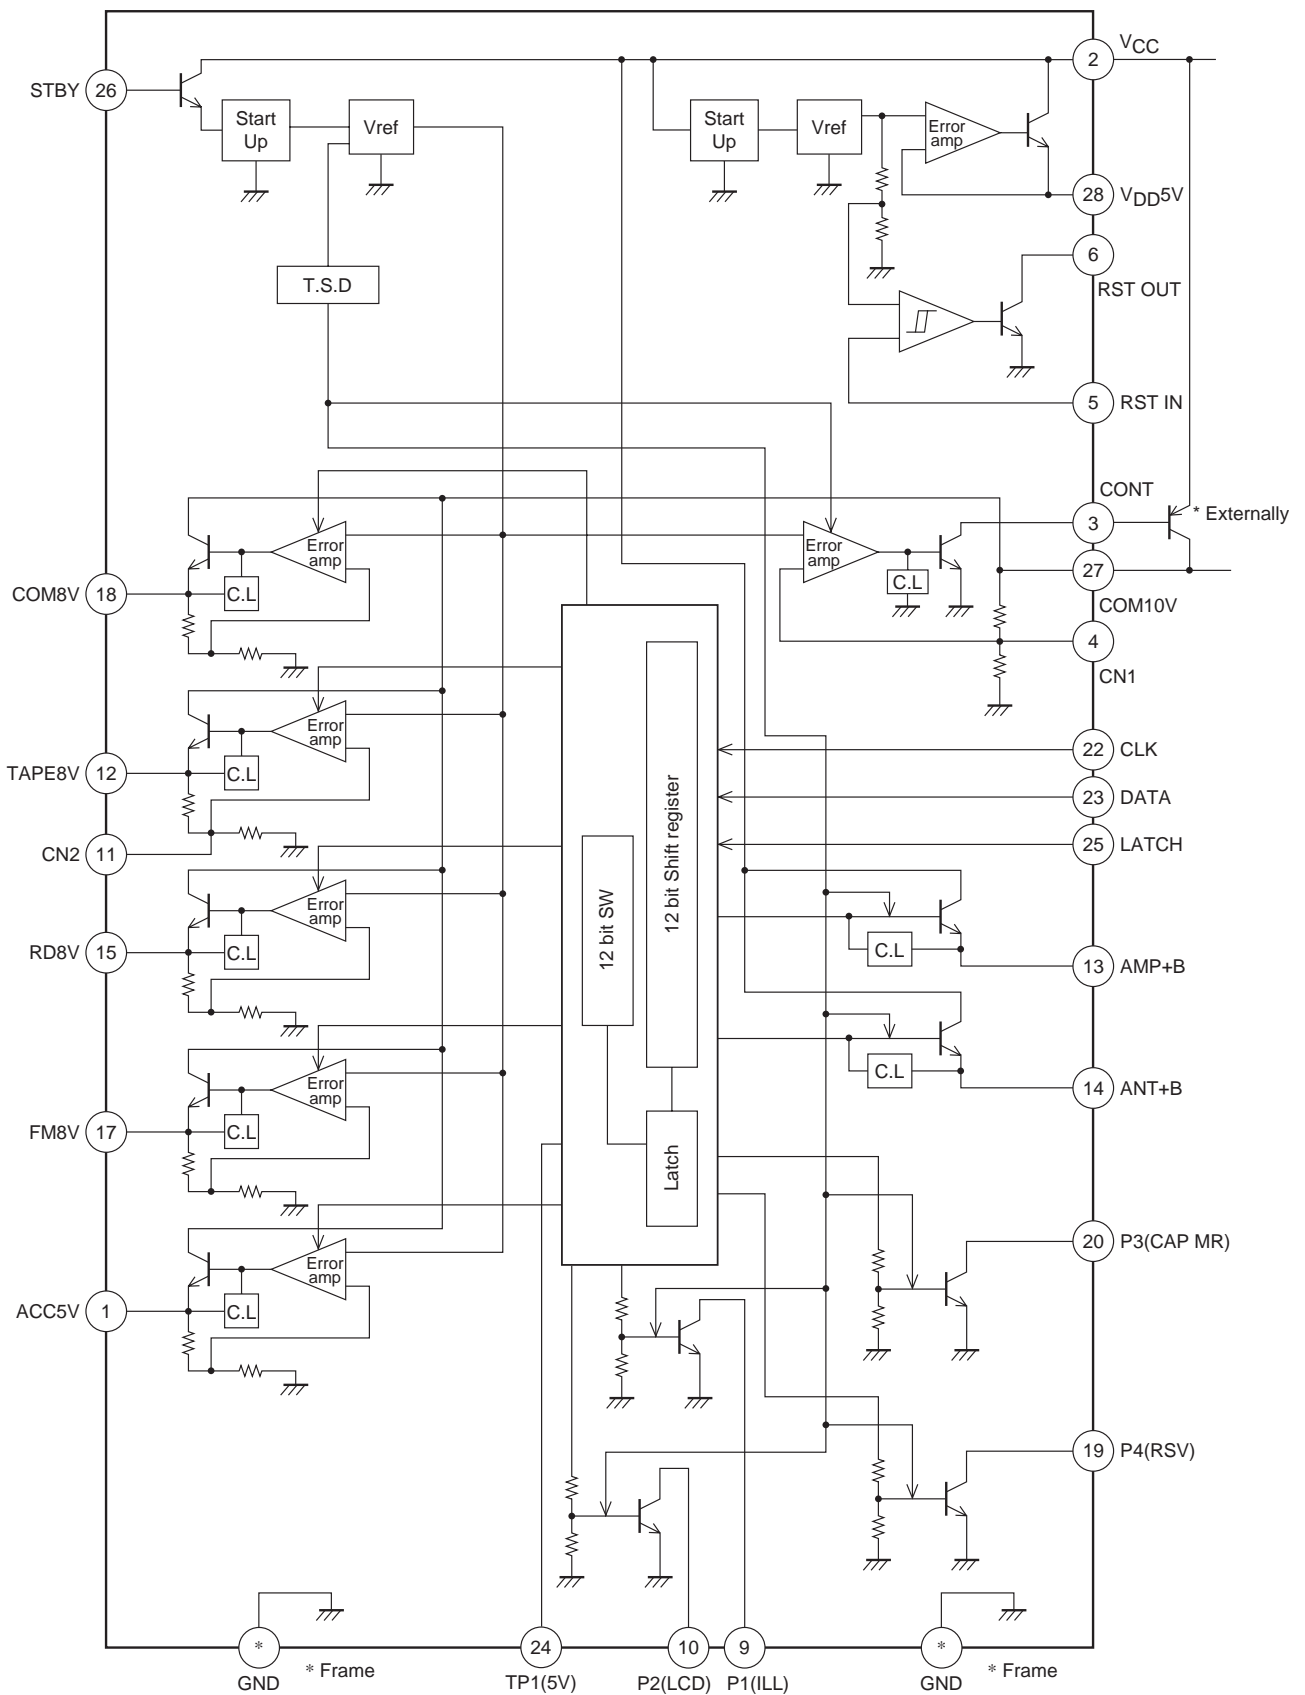 VCC
STBY 26
2
Start
Up
Vref
Start
Up
Vref
Error
amp
28 VDD5V
6
RST OUT
T.S.D
5 RST IN
CONT
3
* Externally
Error
amp
Error
amp
C.L
C.L
27
COM10V
COM8V 18
4
CN1
Error
amp
TAPE8V 12
C.L
22 CLK
23 DATA
25 LATCH
CN2 11
12 bit SW
12 bit Shift register
Error
amp
RD8V 15
C.L
C.L
13 AMP+B
Error
amp
C.L
14 ANT+B
FM8V 17
C.L
Latch
Error
amp
20 P3(CAP MR)
ACC5V 1
C.L
19 P4(RSV)
*
GND
* Frame
24
TP1(5V)
10
P2(LCD)
9
P1(ILL)
*
GND
* Frame